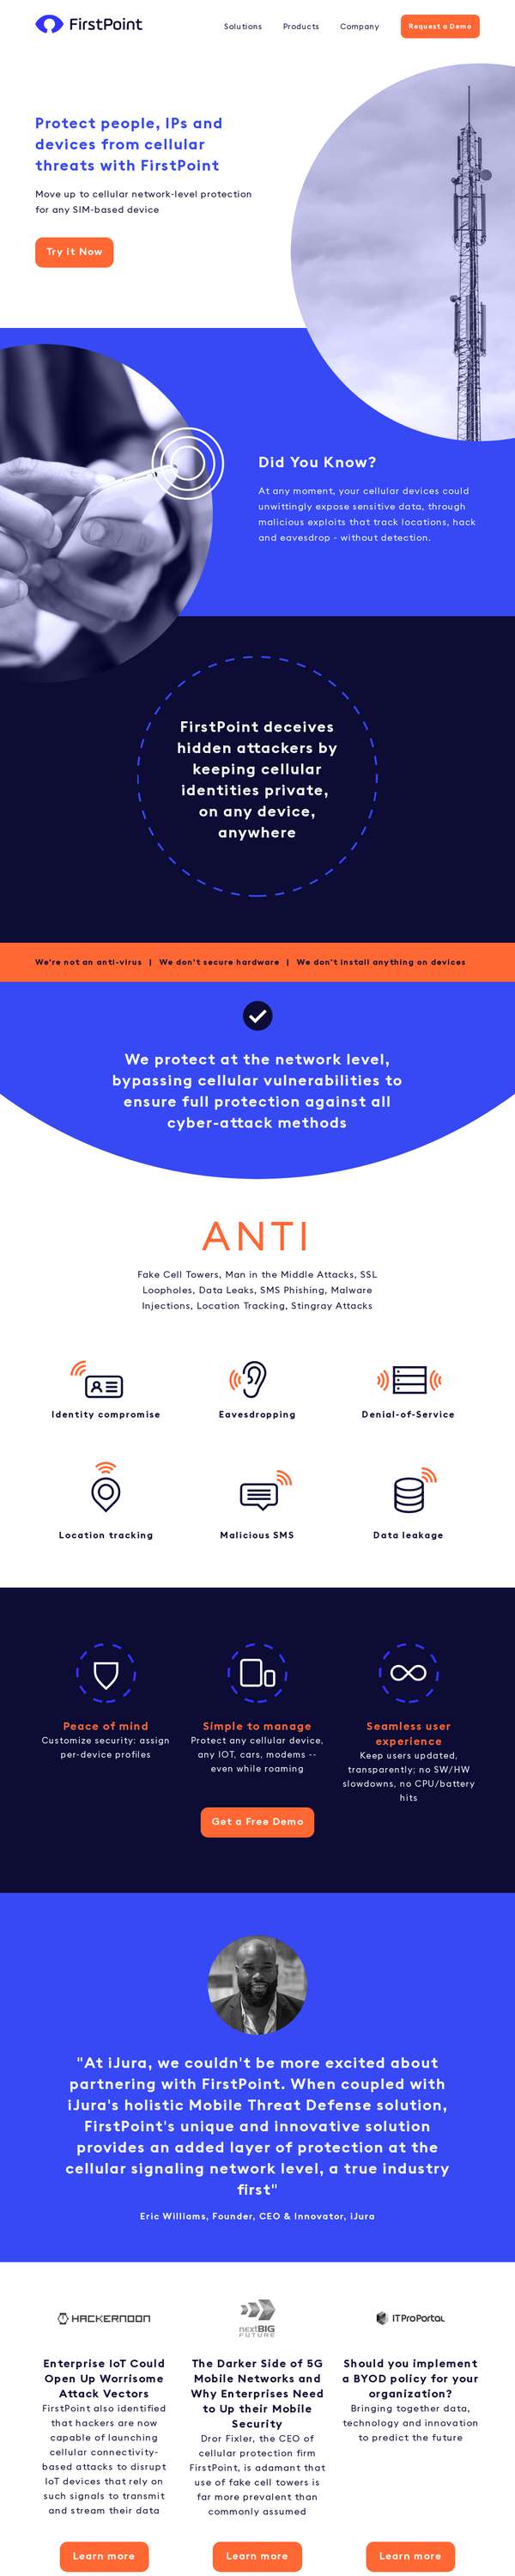 FirstPoint
Solutions Products Company Request a Demo
Protect people, IPs and
devices from cellular
threats with FirstPoint
Move up to cellular network-level protection
for any SIM-based device
Try it Now
Did You Know?
At any moment, your cellular devices could
unwittingly expose sensitive data, through
malicious exploits that track locations, hack
and eavesdrop - without detection.
FirstPoint deceives
hidden attackers by
keeping cellular
identities private,
on any device,
anywhere
We're not an anti-virus | We don't secure hardware | We don't install anything on devices
We protect at the network level,
bypassing cellular vulnerabilities to
ensure full protection against all
cyber-attack methods
ANTI
Fake Cell Towers, Man in the Middle Attacks, SSL
Loopholes, Data Leaks, SMS Phishing, Malware
Injections, Location Tracking, Stingray Attacks
Identity compromise
Eavesdropping
Denial-of-Service
Location tracking
Malicious SMS
Data leakage
Peace of mind
Customize security: assign
per-device profiles
Simple to manage
Protect any cellular device,
any IOT, cars, modems --
even while roaming
Seamless user
experience
Keep users updated,
transparently; no SW/HW
slowdowns, no CPU/battery
hits
Get a Free Demo
"At iJura, we couldn't be more excited about
partnering with FirstPoint. When coupled with
iJura's holistic Mobile Threat Defense solution,
FirstPoint's unique and innovative solution
provides an added layer of protection at the
cellular signaling network level, a true industry
first"
Eric Williams, Founder, CEO & Innovator, iJura
HACKERNOON
Enterprise IoT Could
Open Up Worrisome
Attack Vectors
FirstPoint also identified
that hackers are now
capable of launching
cellular connectivity-
based attacks to disrupt
IoT devices that rely on
such signals to transmit
and stream their data
Learn more
nextBIG
FUTURE
The Darker Side of 5G
Mobile Networks and
Why Enterprises Need
to Up their Mobile
Security
Dror Fixler, the CEO of
cellular protection firm
FirstPoint, is adamant that
use of fake cell towers is
far more prevalent than
commonly assumed
Learn more
ITProPortal
Should you implement
a BYOD policy for your
organization?
Bringing together data,
technology and innovation
to predict the future
Learn more